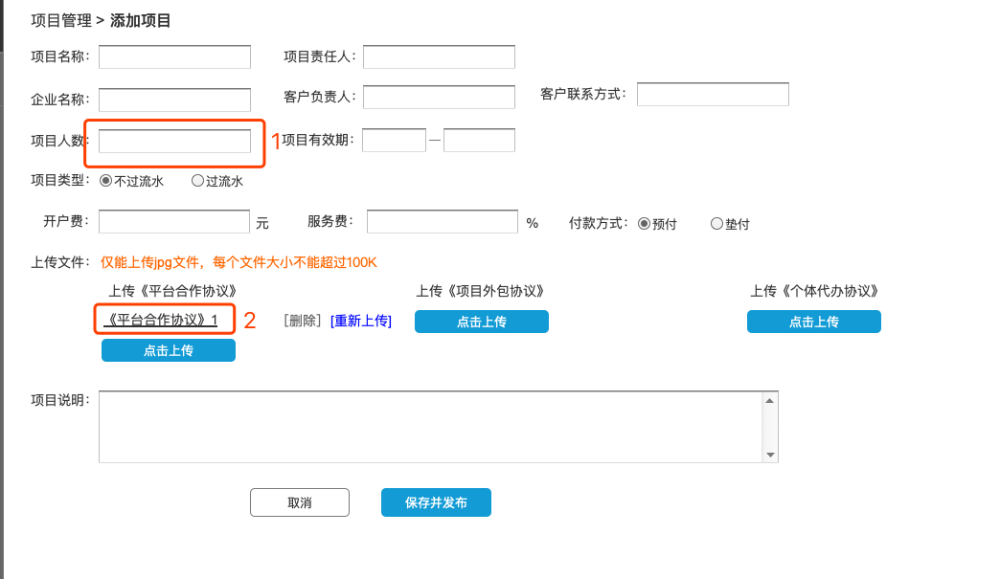 项目管理 > 添加项目
项目名称： 项目责任人：
企业名称： 客户负责人： 客户联系方式：
项目人数： 1 项目有效期： —
项目类型： 不过流水 过流水
开户费： 元 服务费： % 付款方式： 预付 垫付
上传文件： 仅能上传jpg文件，每个文件大小不能超过100K
上传《平台合作协议》 上传《项目外包协议》 上传《个体代办协议》
《平台合作协议》1 2 [删除] [重新上传] 点击上传 点击上传
点击上传
项目说明：
取消 保存并发布